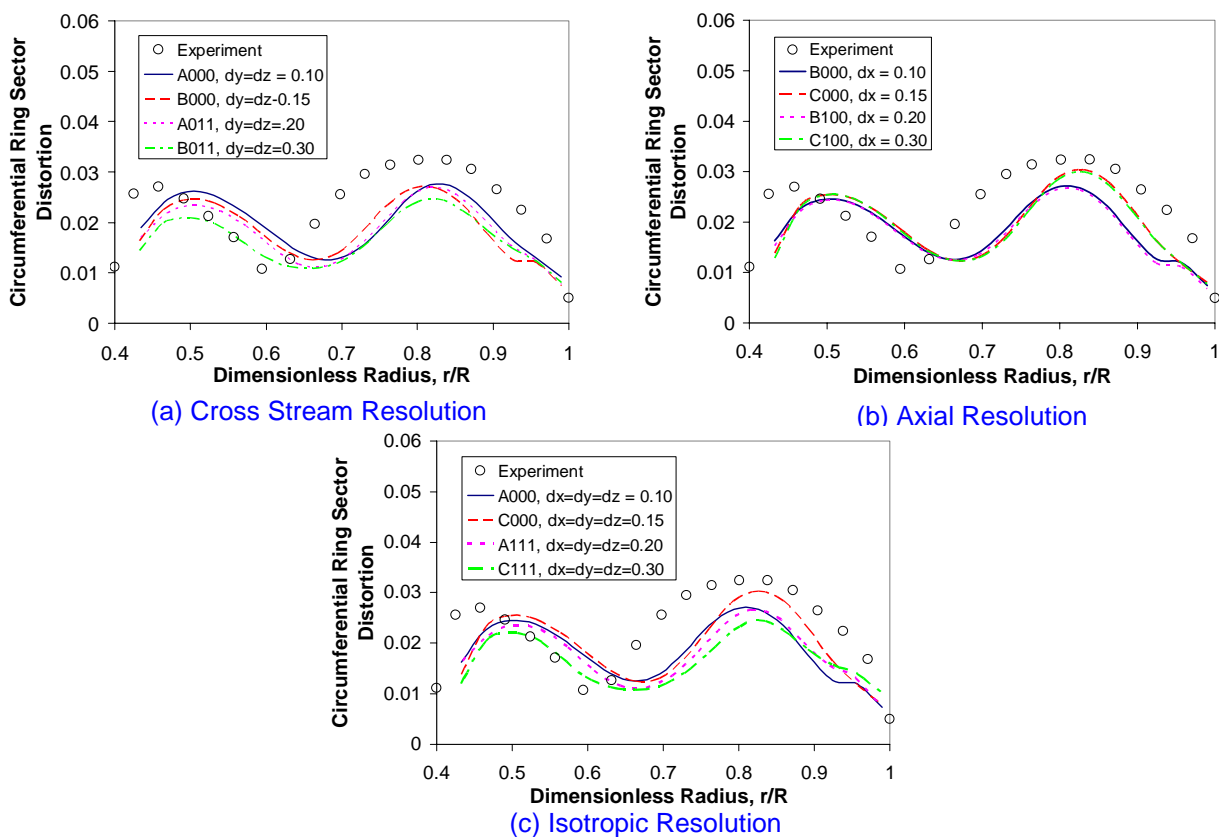 Circumferential Ring Sector
Distortion
0.06
0.05
0.04
0.03
0.02
0.01
0
Experiment
A000, dy=dz = 0.10
B000, dy=dz-0.15
A011, dy=dz=.20
B011, dy=dz=0.30
0.4 0.5 0.6 0.7 0.8 0.9 1
Dimensionless Radius, r/R
(a) Cross Stream Resolution
Circumferential Ring Sector
Distortion
0.06
0.05
0.04
0.03
0.02
0.01
0
Experiment
B000, dx = 0.10
C000, dx = 0.15
B100, dx = 0.20
C100, dx = 0.30
0.4 0.5 0.6 0.7 0.8 0.9 1
Dimensionless Radius, r/R
(b) Axial Resolution
Circumferential Ring Sector
Distortion
0.06
0.05
0.04
0.03
0.02
0.01
0
Experiment
A000, dx=dy=dz = 0.10
C000, dx=dy=dz=0.15
A111, dx=dy=dz=0.20
C111, dx=dy=dz=0.30
0.4 0.5 0.6 0.7 0.8 0.9 1
Dimensionless Radius, r/R
(c) Isotropic Resolution